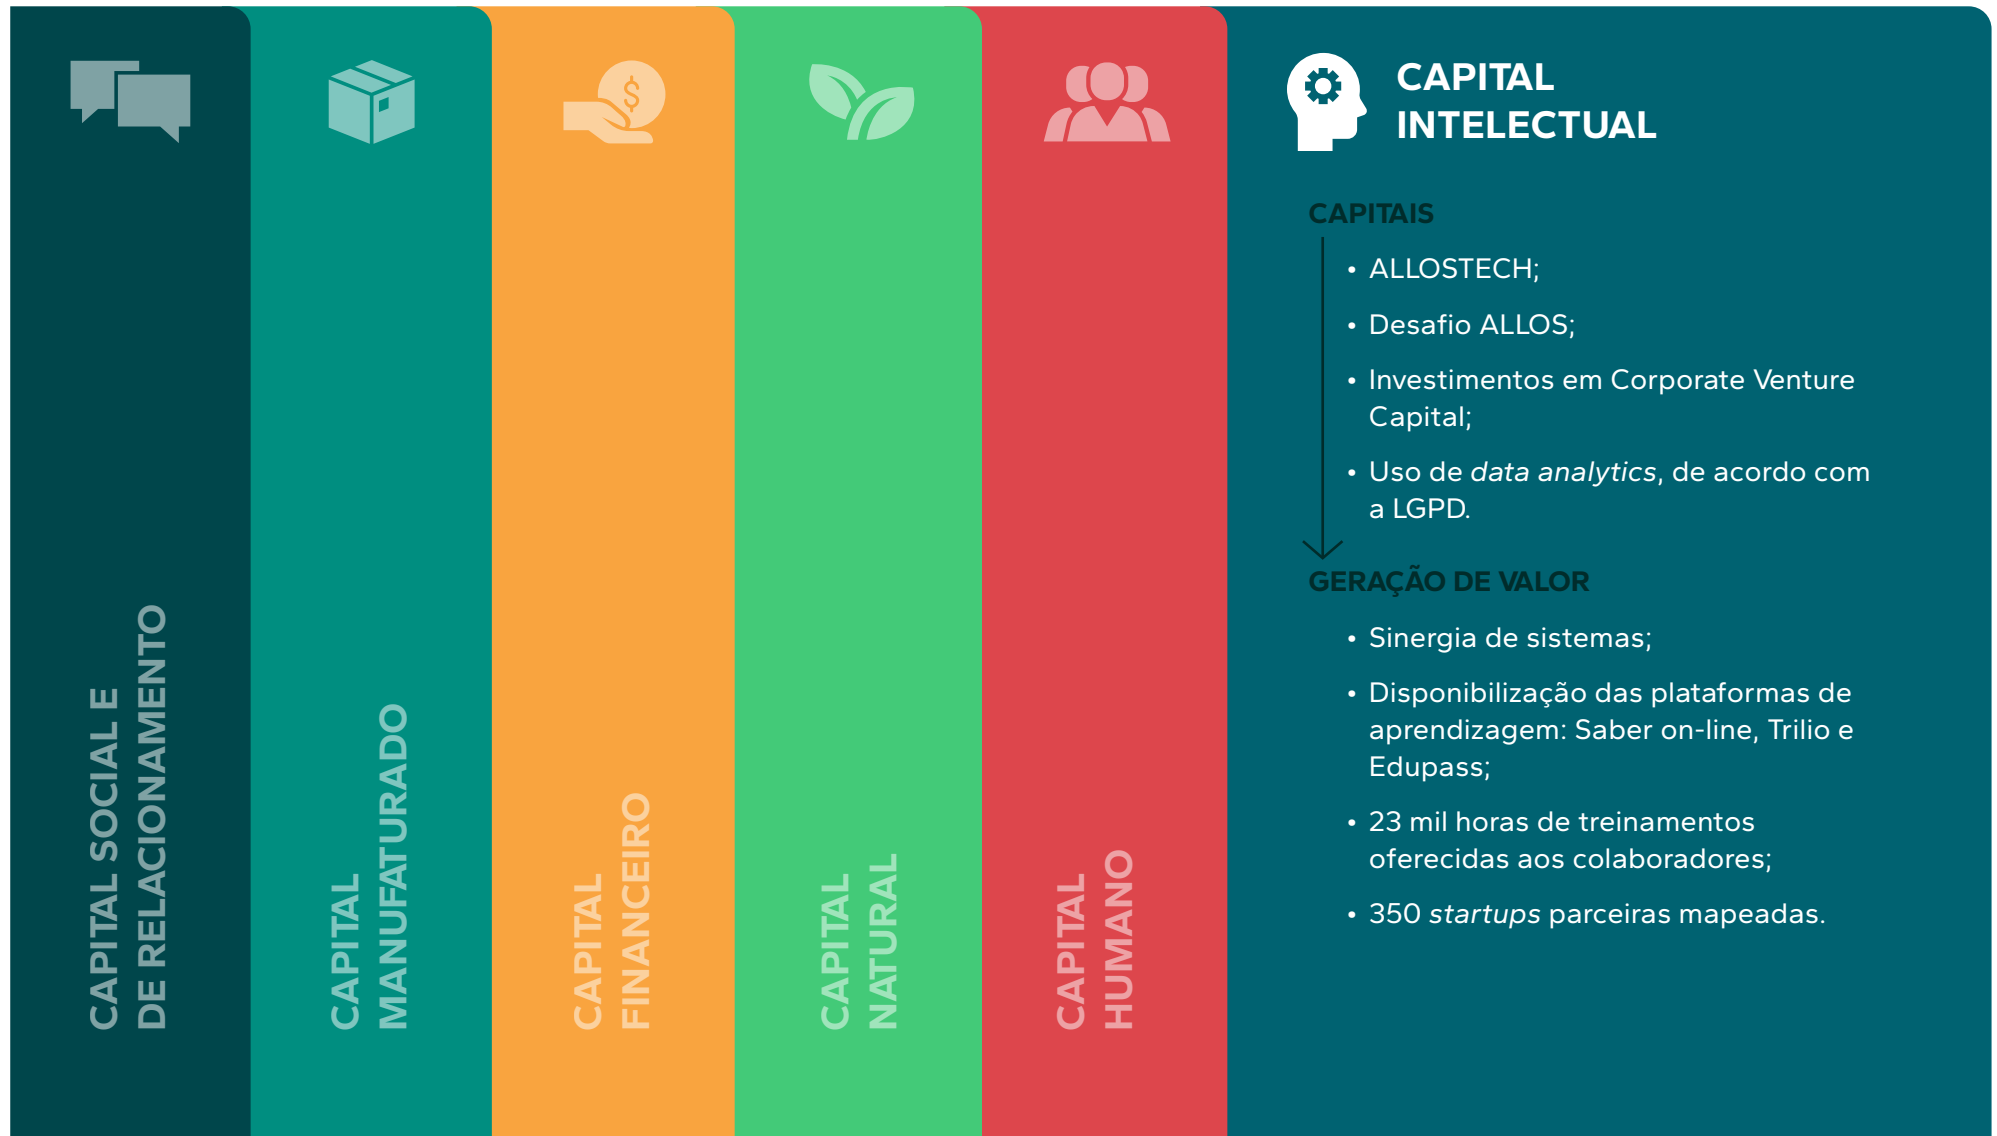 CAPITAL SOCIAL E
DE RELACIONAMENTO
CAPITAL
MANUFATURADO
$
CAPITAL
FINANCEIRO
CAPITAL
NATURAL
CAPITAL
HUMANO
CAPITAL
INTELECTUAL
CAPITAIS
• ALLOSTECH;
• Desafio ALLOS;
• Investimentos em Corporate Venture
Capital;
• Uso de data analytics, de acordo com
a LGPD.
GERAÇÃO DE VALOR
• Sinergia de sistemas;
• Disponibilização das plataformas de
aprendizagem: Saber on-line, Trilio e
Edupass;
• 23 mil horas de treinamentos
oferecidas aos colaboradores;
• 350 startups parceiras mapeadas.